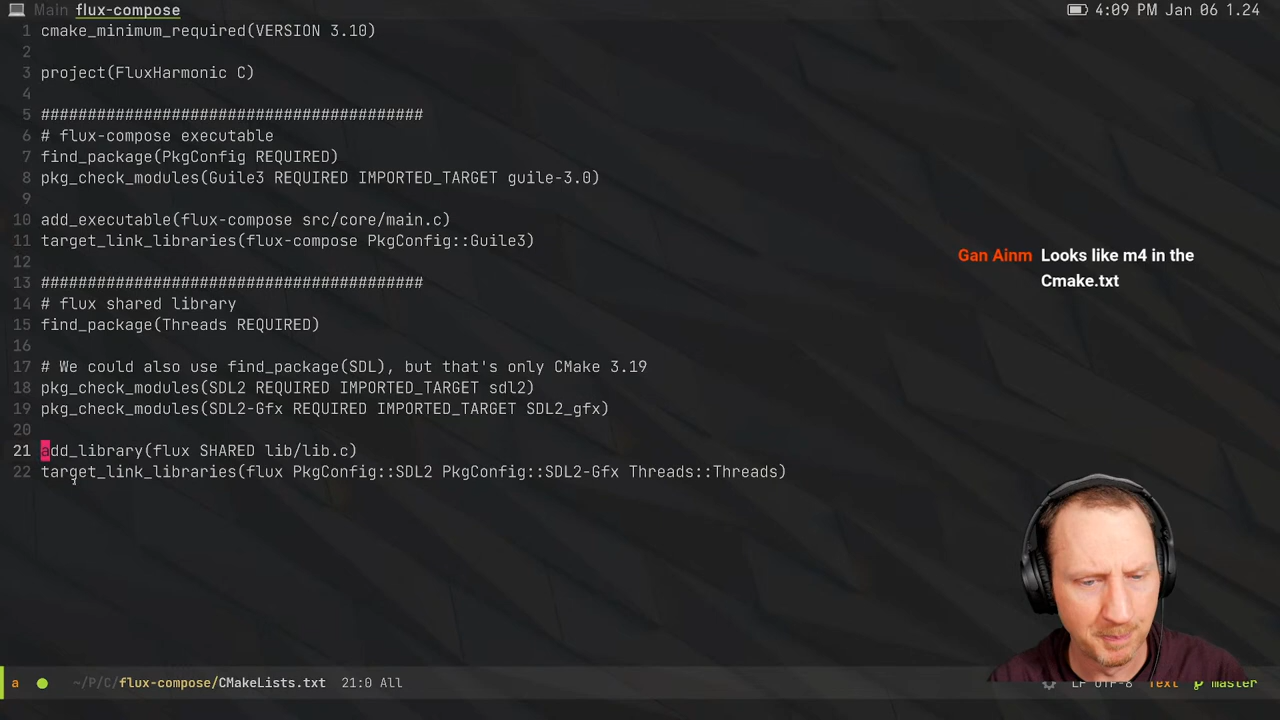 Main flux-compose
4:09 PM Jan 06 1.24
1 cmake_minimum_required(VERSION 3.10)
2
3 project(FluxHarmonic C)
4
5 #########################################
6 # flux-compose executable
7 find_package(PkgConfig REQUIRED)
8 pkg_check_modules(Guile3 REQUIRED IMPORTED_TARGET guile-3.0)
9
10 add_executable(flux-compose src/core/main.c)
11 target_link_libraries(flux-compose PkgConfig::Guile3)
12
13 #########################################
14 # flux shared library
15 find_package(Threads REQUIRED)
16
17 # We could also use find_package(SDL), but that's only CMake 3.19
18 pkg_check_modules(SDL2 REQUIRED IMPORTED_TARGET sdl2)
19 pkg_check_modules(SDL2-Gfx REQUIRED IMPORTED_TARGET SDL2_gfx)
20
21 add_library(flux SHARED lib/lib.c)
22 target_link_libraries(flux PkgConfig::SDL2 PkgConfig::SDL2-Gfx Threads::Threads)
Gan Ainm Looks like m4 in the
Cmake.txt
a ~/P/C/flux-compose/CMakeLists.txt 21:0 All
LF UTF-8 Text master